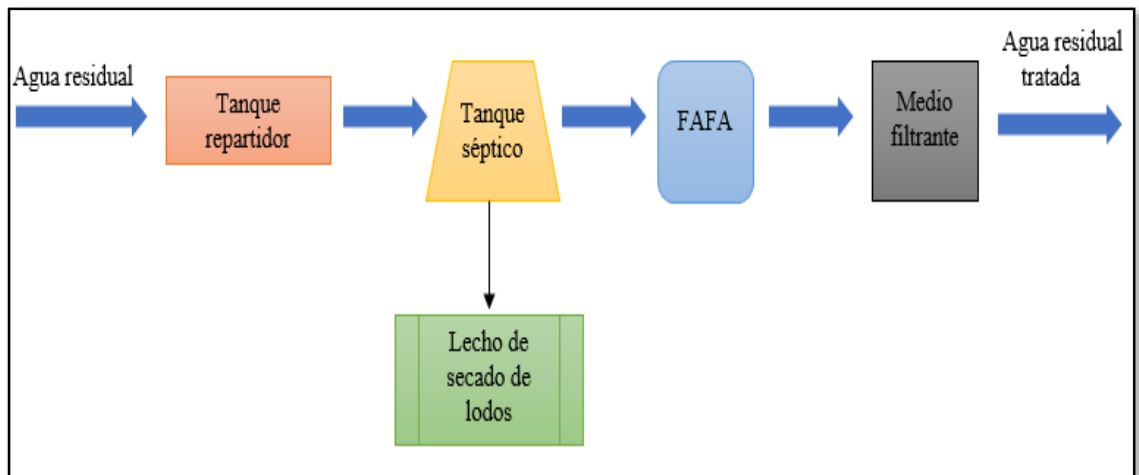 Agua residual
Tanque
repartidor
Tanque
séptico
FAFA
Medio
filtrante
Agua residual
tratada
Lecho de
secado de
lodos